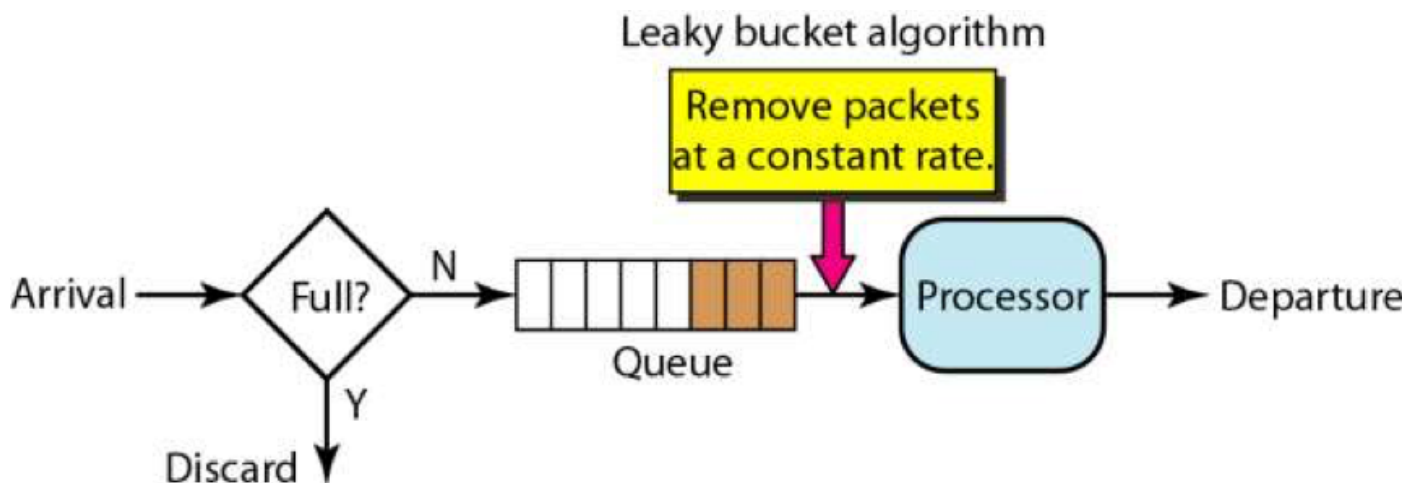 Leaky bucket algorithm
Remove packets
at a constant rate.
Arrival
Full?
N
Y
Discard
Queue
Processor
Departure